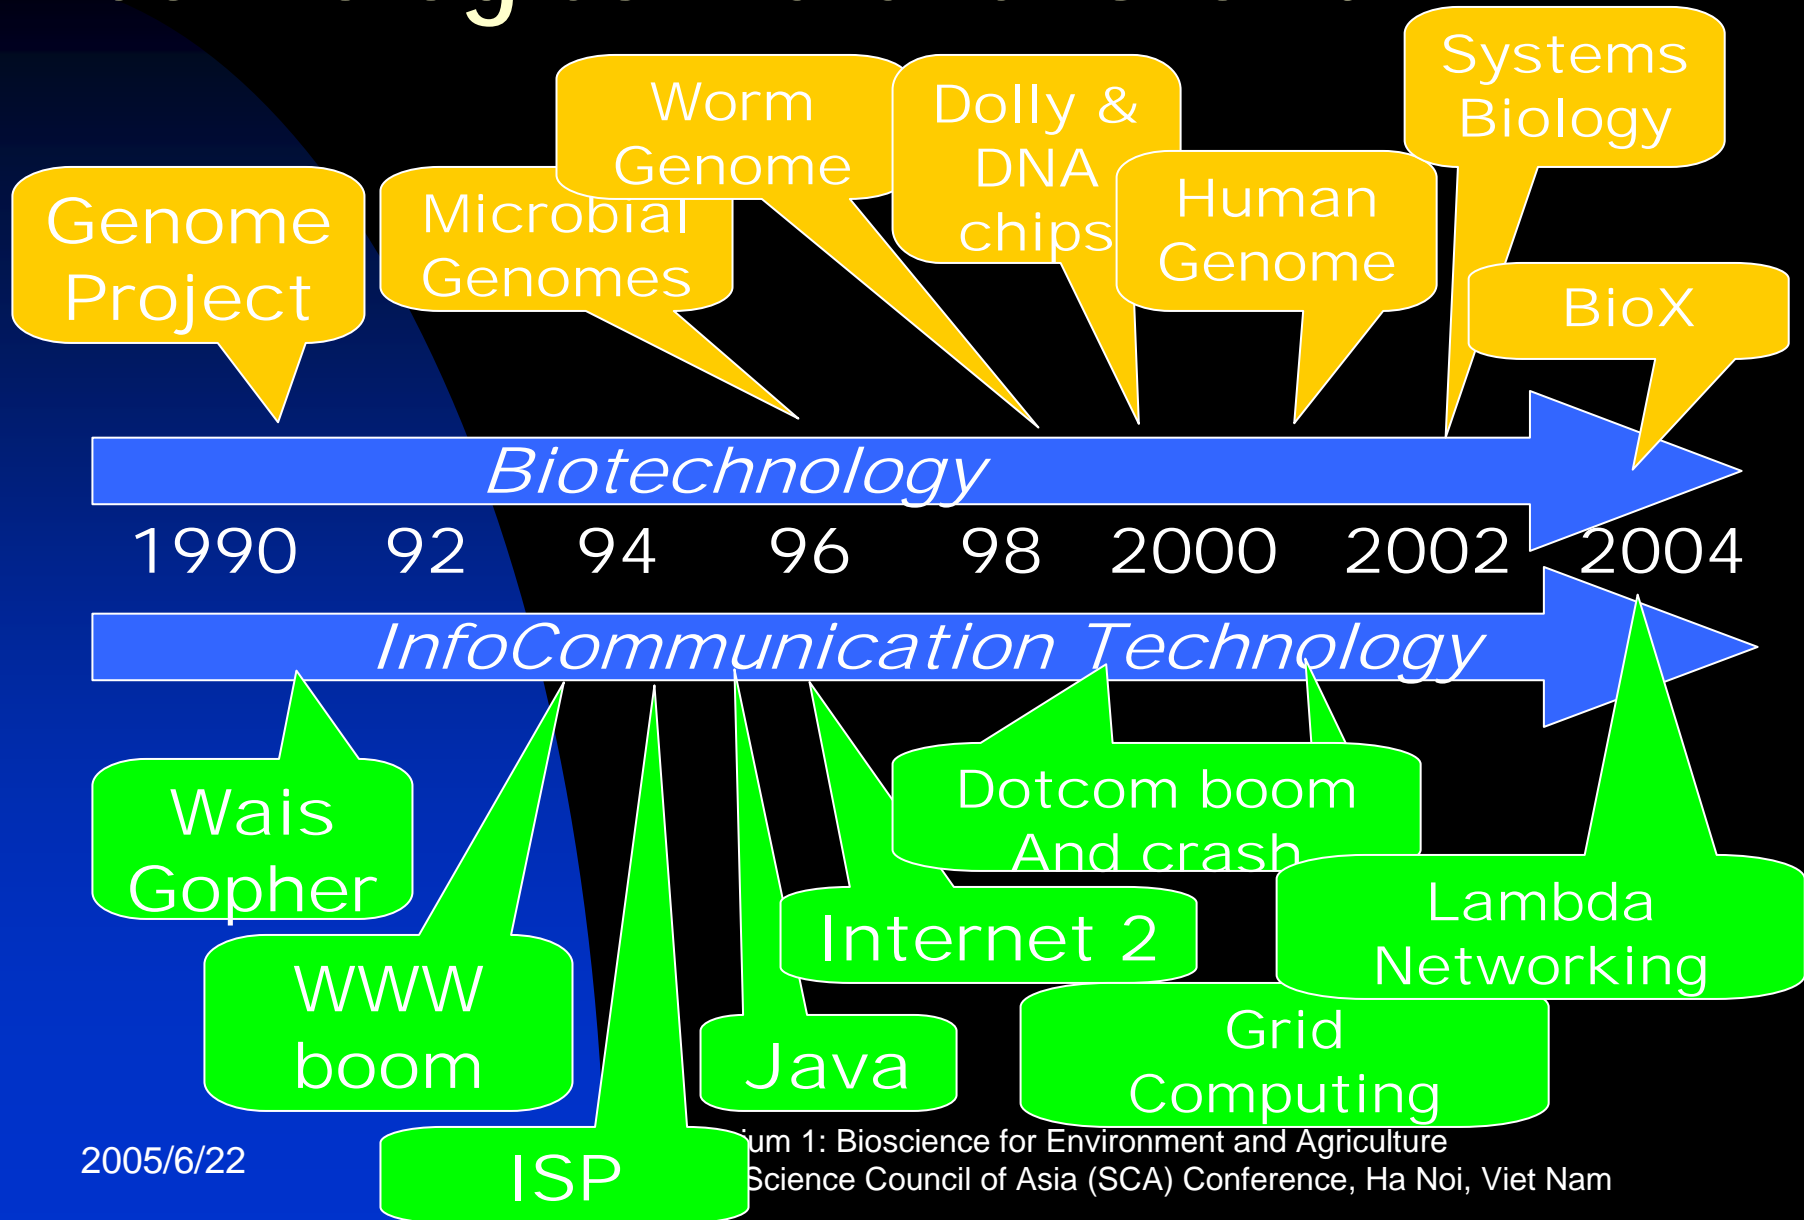 Systems
Biology
Worm
Genome
Dolly &
DNA
chips
Human
Genome
Microbial
Genomes
Genome
Project
BioX
Biotechnology
1990 92 94 96 98 2000 2002 2004
InfoCommunication Technology
Wais
Gopher
Dotcom boom
And crash
Lambda
Networking
Internet 2
WWW
boom
Java
Grid
Computing
ISP
2005/6/22
1: Bioscience for Environment and Agriculture
Science Council of Asia (SCA) Conference, Ha Noi, Viet Nam